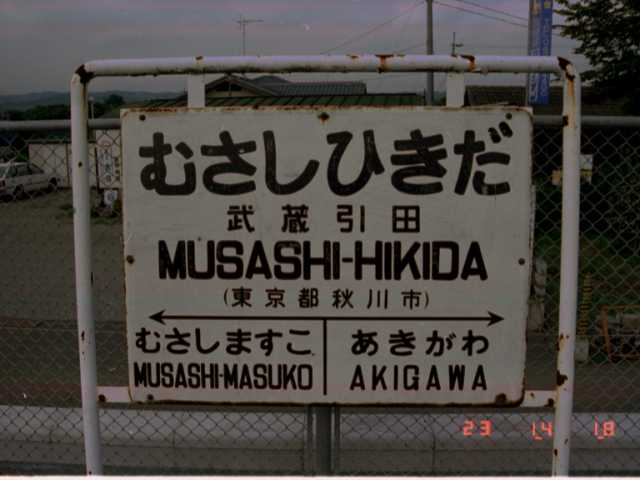 むさしひきだ
武蔵引田
MUSASHI-HIKIDA
(東京都秋川市)
むさしますこ
MUSASHI-MASUKO
あきがわ
AKIGAWA
23 14 18